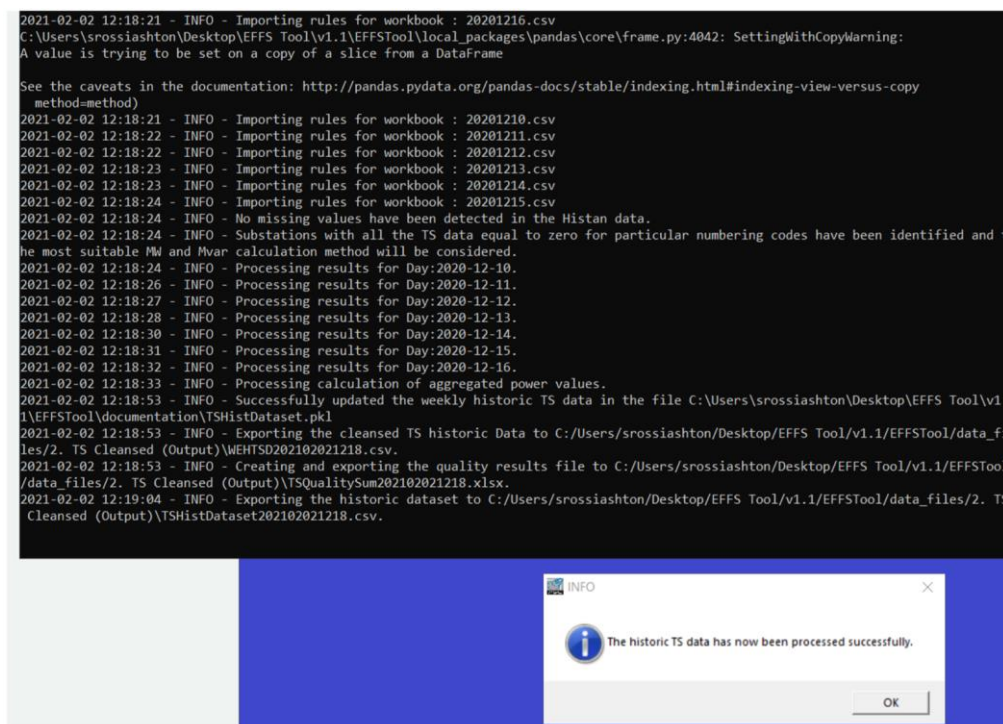 2021-02-02 12:18:21 - INFO - Importing rules for workbook : 20201216.csv
C:\Users\srossiashton\Desktop\EFFS Tool\v1.1\EFFSTool\local_packages\pandas\core\frame.py:4042: SettingWithCopyWarning:
A value is trying to be set on a copy of a slice from a DataFrame
See the caveats in the documentation: http://pandas.pydata.org/pandas-docs/stable/indexing.html#indexing-view-versus-copy
method=method)
2021-02-02 12:18:21 - INFO - Importing rules for workbook : 20201210.csv
2021-02-02 12:18:22 - INFO - Importing rules for workbook : 20201211.csv
2021-02-02 12:18:22 - INFO - Importing rules for workbook : 20201212.csv
2021-02-02 12:18:23 - INFO - Importing rules for workbook : 20201213.csv
2021-02-02 12:18:23 - INFO - Importing rules for workbook : 20201214.csv
2021-02-02 12:18:24 - INFO - Importing rules for workbook : 20201215.csv
2021-02-02 12:18:24 - INFO - No missing values have been detected in the Histan data.
2021-02-02 12:18:24 - INFO - Substations with all the TS data equal to zero for particular numbering codes have been identified and t
he most suitable MW and Mvar calculation method will be considered.
2021-02-02 12:18:24 - INFO - Processing results for Day:2020-12-10.
2021-02-02 12:18:26 - INFO - Processing results for Day:2020-12-11.
2021-02-02 12:18:27 - INFO - Processing results for Day:2020-12-12.
2021-02-02 12:18:28 - INFO - Processing results for Day:2020-12-13.
2021-02-02 12:18:30 - INFO - Processing results for Day:2020-12-14.
2021-02-02 12:18:31 - INFO - Processing results for Day:2020-12-15.
2021-02-02 12:18:32 - INFO - Processing results for Day:2020-12-16.
2021-02-02 12:18:33 - INFO - Processing calculation of aggregated power values.
2021-02-02 12:18:53 - INFO - Successfully updated the weekly historic TS data in the file C:\Users\srossiashton\Desktop\EFFS Tool\v1
1\EFFSTool\documentation\TSHistDataset.pkl
2021-02-02 12:18:53 - INFO - Exporting the cleansed TS historic Data to C:/Users/srossiashton/Desktop/EFFS Tool/v1.1/EFFSTool/data_fi
les/2. TS Cleansed (Output)\WEHTSD202102021218.csv.
2021-02-02 12:18:53 - INFO - Creating and exporting the quality results file to C:/Users/srossiashton/Desktop/EFFS Tool/v1.1/EFFSToo
/data_files/2. TS Cleansed (Output)\TSQualitySum202102021218.xlsx.
2021-02-02 12:19:04 - INFO - Exporting the historic dataset to C:/Users/srossiashton/Desktop/EFFS Tool/v1.1/EFFSTool/data_files/2. TS
Cleansed (Output)\TSHistDataset202102021218.csv.
INFO
The historic TS data has now been processed successfully.
OK